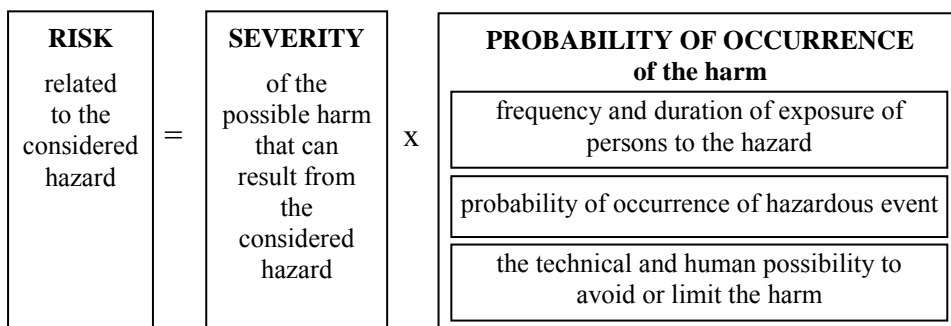 RISK
related
to the
considered
hazard
=
SEVERITY
of the
possible harm
that can
result from
the
considered
hazard
x
PROBABILITY OF OCCURRENCE
of the harm
frequency and duration of exposure of
persons to the hazard
probability of occurrence of hazardous event
the technical and human possibility to
avoid or limit the harm